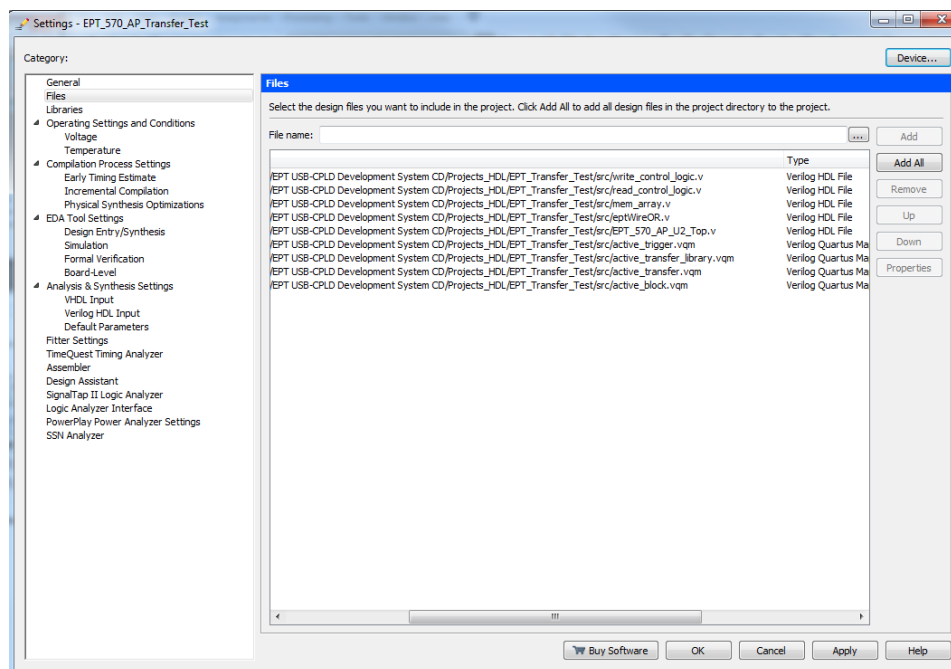 Settings - EPT_570_AP_Transfer_Test
Category:
Device...
General
Files
Libraries
Operating Settings and Conditions
Voltage
Temperature
Compilation Process Settings
Early Timing Estimate
Incremental Compilation
Physical Synthesis Optimizations
EDA Tool Settings
Design Entry/Synthesis
Simulation
Formal Verification
Board-Level
Analysis & Synthesis Settings
VHDL Input
Verilog HDL Input
Default Parameters
Fitter Settings
TimeQuest Timing Analyzer
Assembler
Design Assistant
SignalTap II Logic Analyzer
Logic Analyzer Interface
PowerPlay Power Analyzer Settings
SSN Analyzer
Files
Select the design files you want to include in the project. Click Add All to add all design files in the project directory to the project.
File name: ... Add
Type Add All
/EPT USB-CPLD Development System CD/Projects_HDL/EPT_Transfer_Test/src/write_control_logic.v Verilog HDL File
/EPT USB-CPLD Development System CD/Projects_HDL/EPT_Transfer_Test/src/read_control_logic.v Verilog HDL File Remove
/EPT USB-CPLD Development System CD/Projects_HDL/EPT_Transfer_Test/src/mem_array.v Verilog HDL File
/EPT USB-CPLD Development System CD/Projects_HDL/EPT_Transfer_Test/src/eptWireOR.v Verilog HDL File Up
/EPT USB-CPLD Development System CD/Projects_HDL/EPT_Transfer_Test/src/EPT_570_AP_U2_Top.v Verilog HDL File
/EPT USB-CPLD Development System CD/Projects_HDL/EPT_Transfer_Test/src/active_trigger.vqm Verilog Quartus Ma Down
/EPT USB-CPLD Development System CD/Projects_HDL/EPT_Transfer_Test/src/active_transfer_library.vqm Verilog Quartus Ma
/EPT USB-CPLD Development System CD/Projects_HDL/EPT_Transfer_Test/src/active_transfer.vqm Verilog Quartus Ma Properties
/EPT USB-CPLD Development System CD/Projects_HDL/EPT_Transfer_Test/src/active_block.vqm Verilog Quartus Ma
Buy Software OK Cancel Apply Help